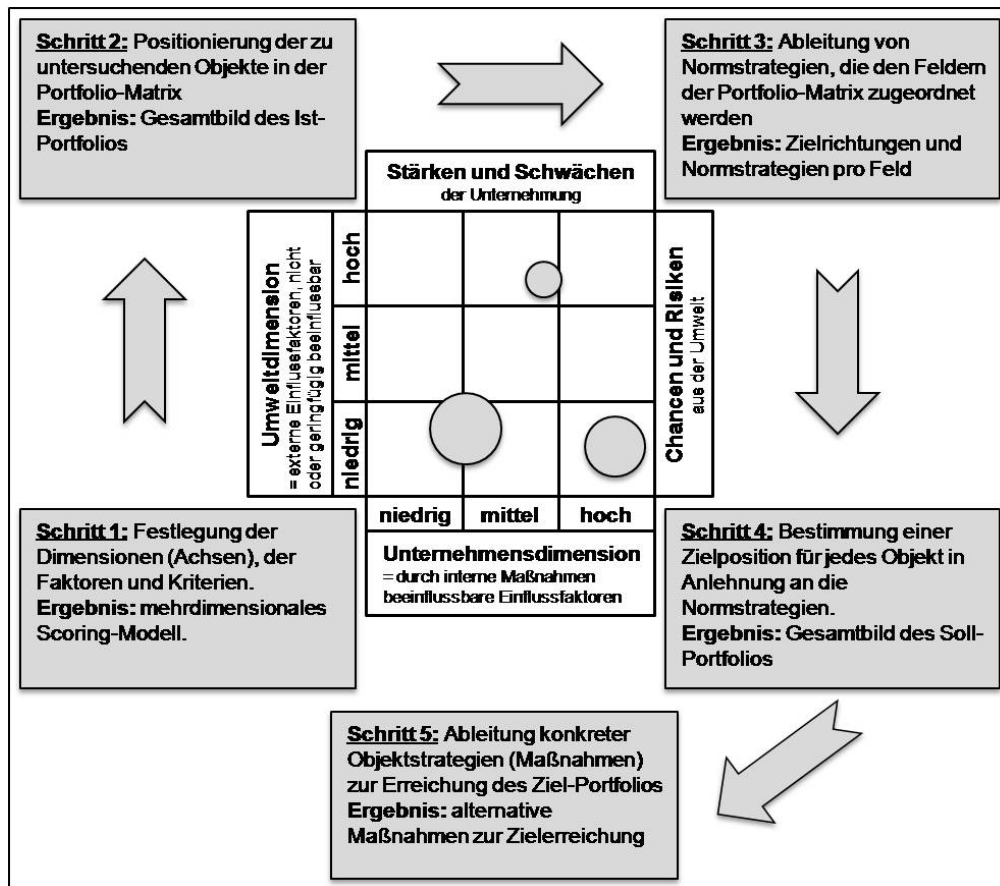 Schritt 2: Positionierung der zu
untersuchenden Objekte in der
Portfolio-Matrix
Ergebnis: Gesamtbild des Ist-
Portfolios
Schritt 3: Ableitung von
Normstrategien, die den Feldern
der Portfolio-Matrix zugeordnet
werden
Ergebnis: Zielrichtungen und
Normstrategien pro Feld
Stärken und Schwächen
der Unternehmung
Umweltdimension
= externe Einflussfaktoren, nicht
oder geringfügig beeinflussbar
hoch
mittel
niedrig
Chancen und Risiken
aus der Umwelt
niedrig
mittel
hoch
Unternehmensdimension
= durch interne Maßnahmen
beeinflussbare Einflussfaktoren
Schritt 1: Festlegung der
Dimensionen (Achsen), der
Faktoren und Kriterien.
Ergebnis: mehrdimensionales
Scoring-Modell.
Schritt 4: Bestimmung einer
Zielposition für jedes Objekt in
Anlehnung an die
Normstrategien.
Ergebnis: Gesamtbild des Soll-
Portfolios
Schritt 5: Ableitung konkreter
Objektstrategien (Maßnahmen)
zur Erreichung des Ziel-Portfolios
Ergebnis: alternative
Maßnahmen zur Zielerreichung